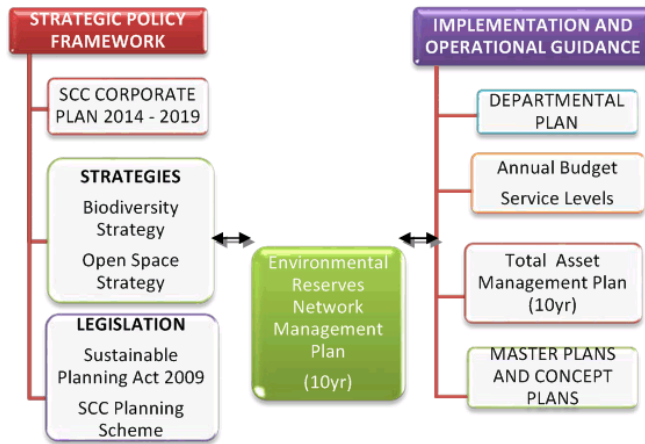 STRATEGIC POLICY
FRAMEWORK
SCC CORPORATE
PLAN 2014 - 2019
STRATEGIES
Biodiversity
Strategy
Open Space
Strategy
LEGISLATION
Sustainable
Planning Act 2009
SCC Planning
Scheme
Environmental
Reserves
Network
Management
Plan
(10yr)
IMPLEMENTATION AND
OPERATIONAL GUIDANCE
DEPARTMENTAL
PLAN
Annual Budget
Service Levels
Total Asset
Management Plan
(10yr)
MASTER PLANS
AND CONCEPT
PLANS